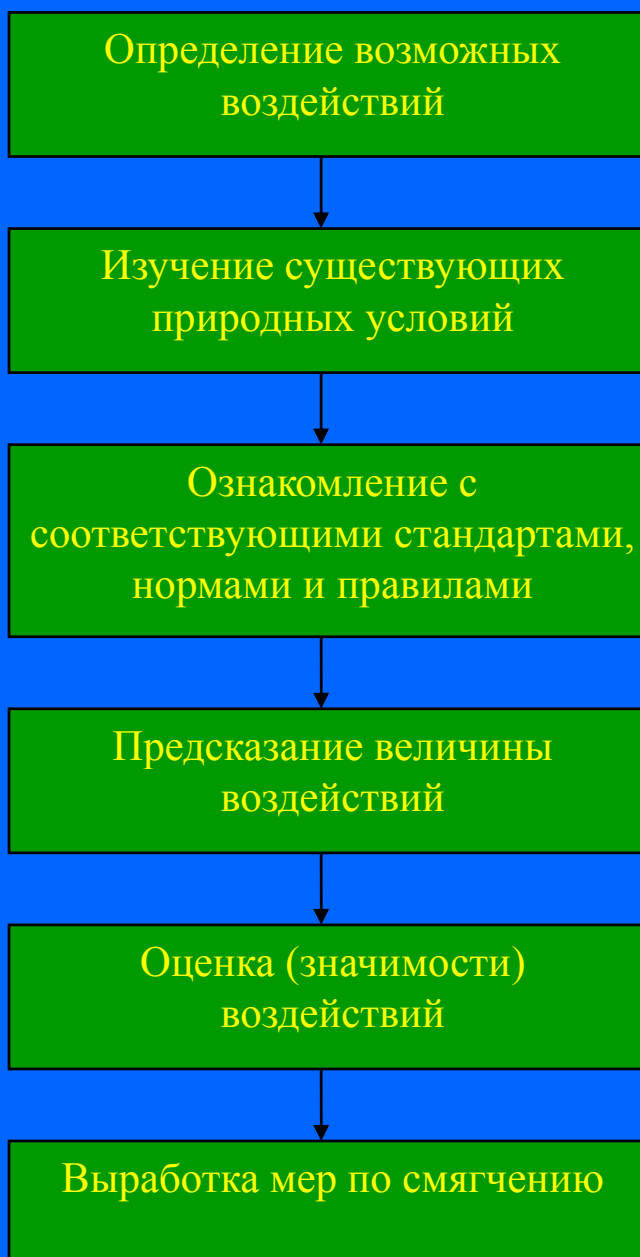 Определение возможных
воздействий
Изучение существующих
природных условий
Ознакомление с
соответствующими стандартами,
нормами и правилами
Предсказание величины
воздействий
Оценка (значимости)
воздействий
Выработка мер по смягчению